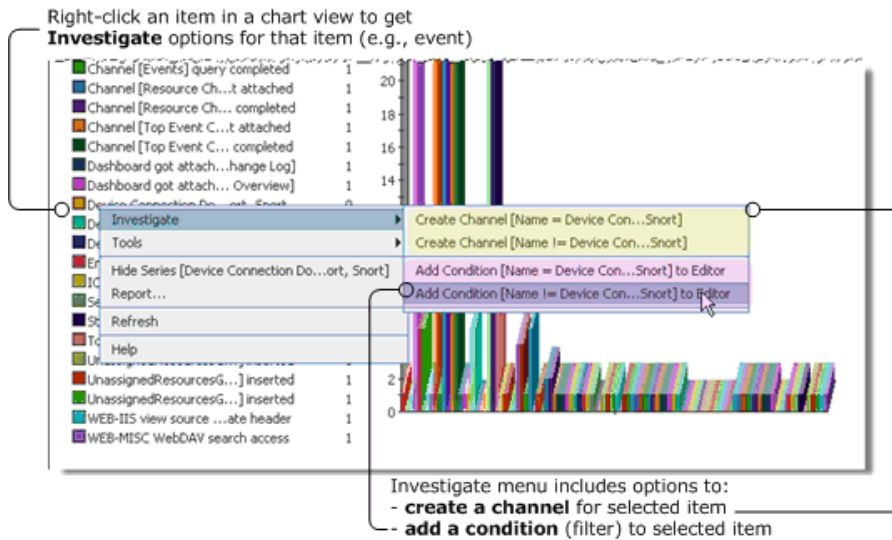 Right-click an item in a chart view to get
Investigate options for that item (e.g., event)
Channel [Events] query completed 1
Channel [Resource Ch...t attached 1
Channel [Resource Ch... completed 1
Channel [Top Event C...t attached 1
Channel [Top Event C... completed 1
Dashboard got attach...hange Log] 1
Dashboard got attach... Overview] 1
20
18
16
14
Investigate
Tools
Hide Series [Device Connection Do...ort, Snort]
Report...
Refresh
Help
Create Channel [Name = Device Con...Snort]
Create Channel [Name != Device Con...Snort]
Add Condition [Name = Device Con...Snort] to Editor
Add Condition [Name != Device Con...Snort] to Editor
UnassignedResourcesG...] inserted 1
UnassignedResourcesG...] inserted 1
WEB-IIS view source ...ate header 1
WEB-MISC WebDAV search access 1
2
0
Investigate menu includes options to:
- create a channel for selected item
- add a condition (filter) to selected item